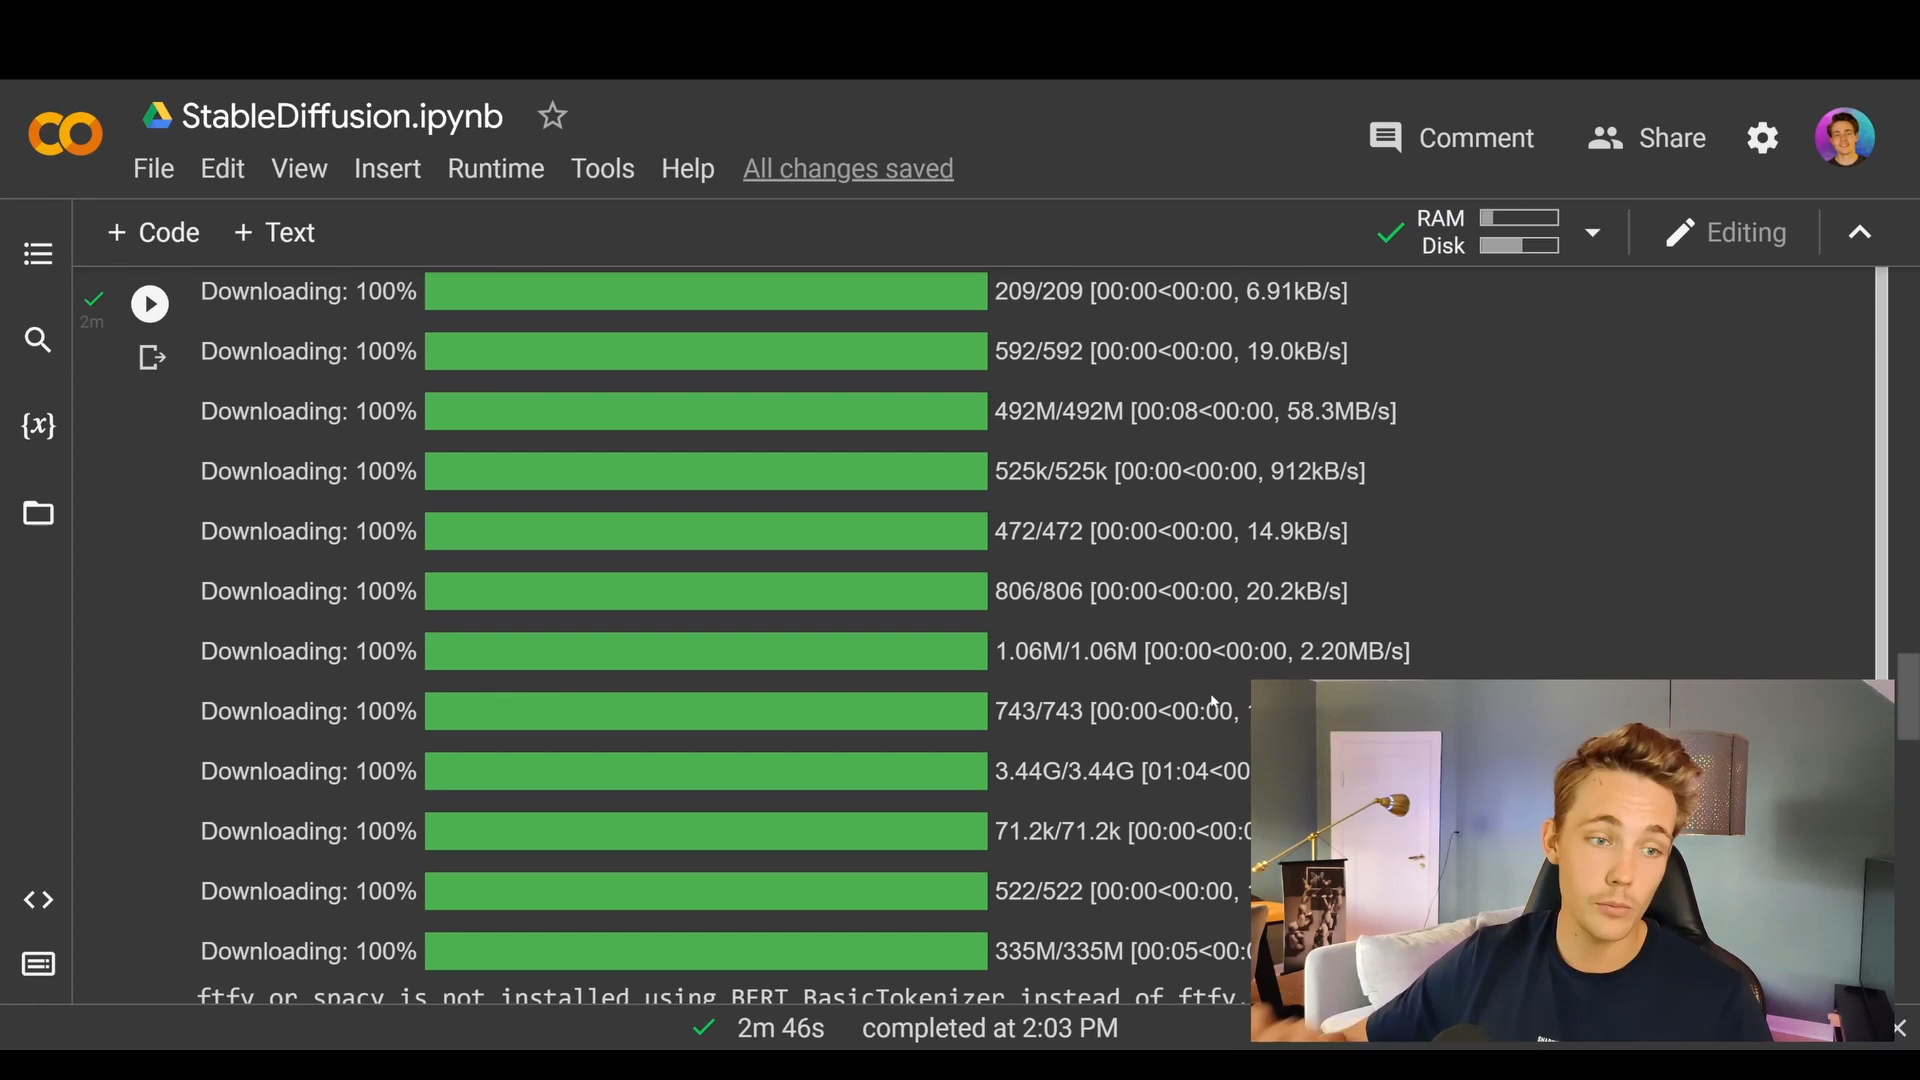 StableDiffusion.ipynb
File Edit View Insert Runtime Tools Help All changes saved
Comment Share
+ Code + Text
RAM
Disk
Editing
2m
Downloading: 100% 209/209 [00:00<00:00, 6.91kB/s]
Downloading: 100% 592/592 [00:00<00:00, 19.0kB/s]
Downloading: 100% 492M/492M [00:08<00:00, 58.3MB/s]
Downloading: 100% 525k/525k [00:00<00:00, 912kB/s]
Downloading: 100% 472/472 [00:00<00:00, 14.9kB/s]
Downloading: 100% 806/806 [00:00<00:00, 20.2kB/s]
Downloading: 100% 1.06M/1.06M [00:00<00:00, 2.20MB/s]
Downloading: 100% 743/743 [00:00<00:00,
Downloading: 100% 3.44G/3.44G [01:04<00
Downloading: 100% 71.2k/71.2k [00:00<00:
Downloading: 100% 522/522 [00:00<00:00,
Downloading: 100% 335M/335M [00:05<00:
ftfy or spacy is not installed using BERT BasicTokenizer instead of ftfy.
2m 46s completed at 2:03 PM